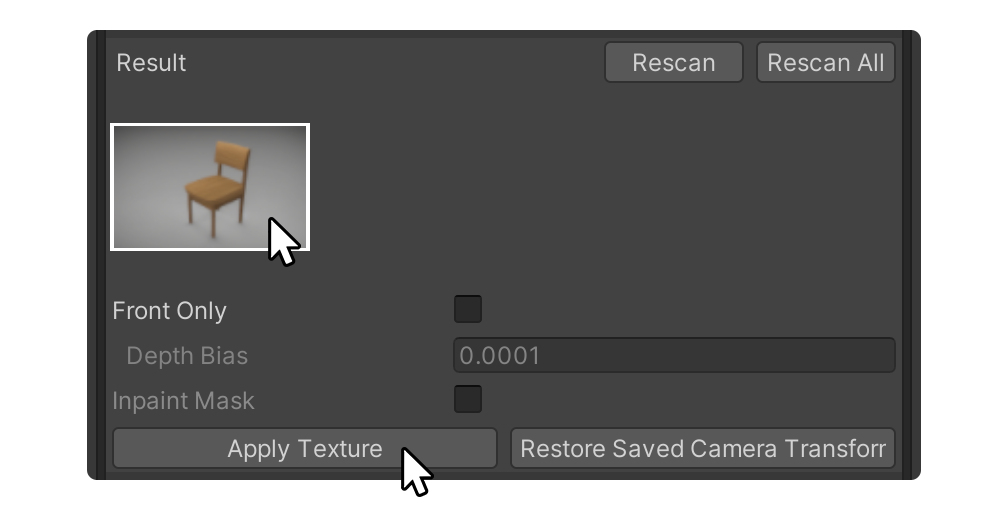 Result Rescan Rescan All
Front Only
Depth Bias 0.0001
Inpaint Mask
Apply Texture Restore Saved Camera Transforr